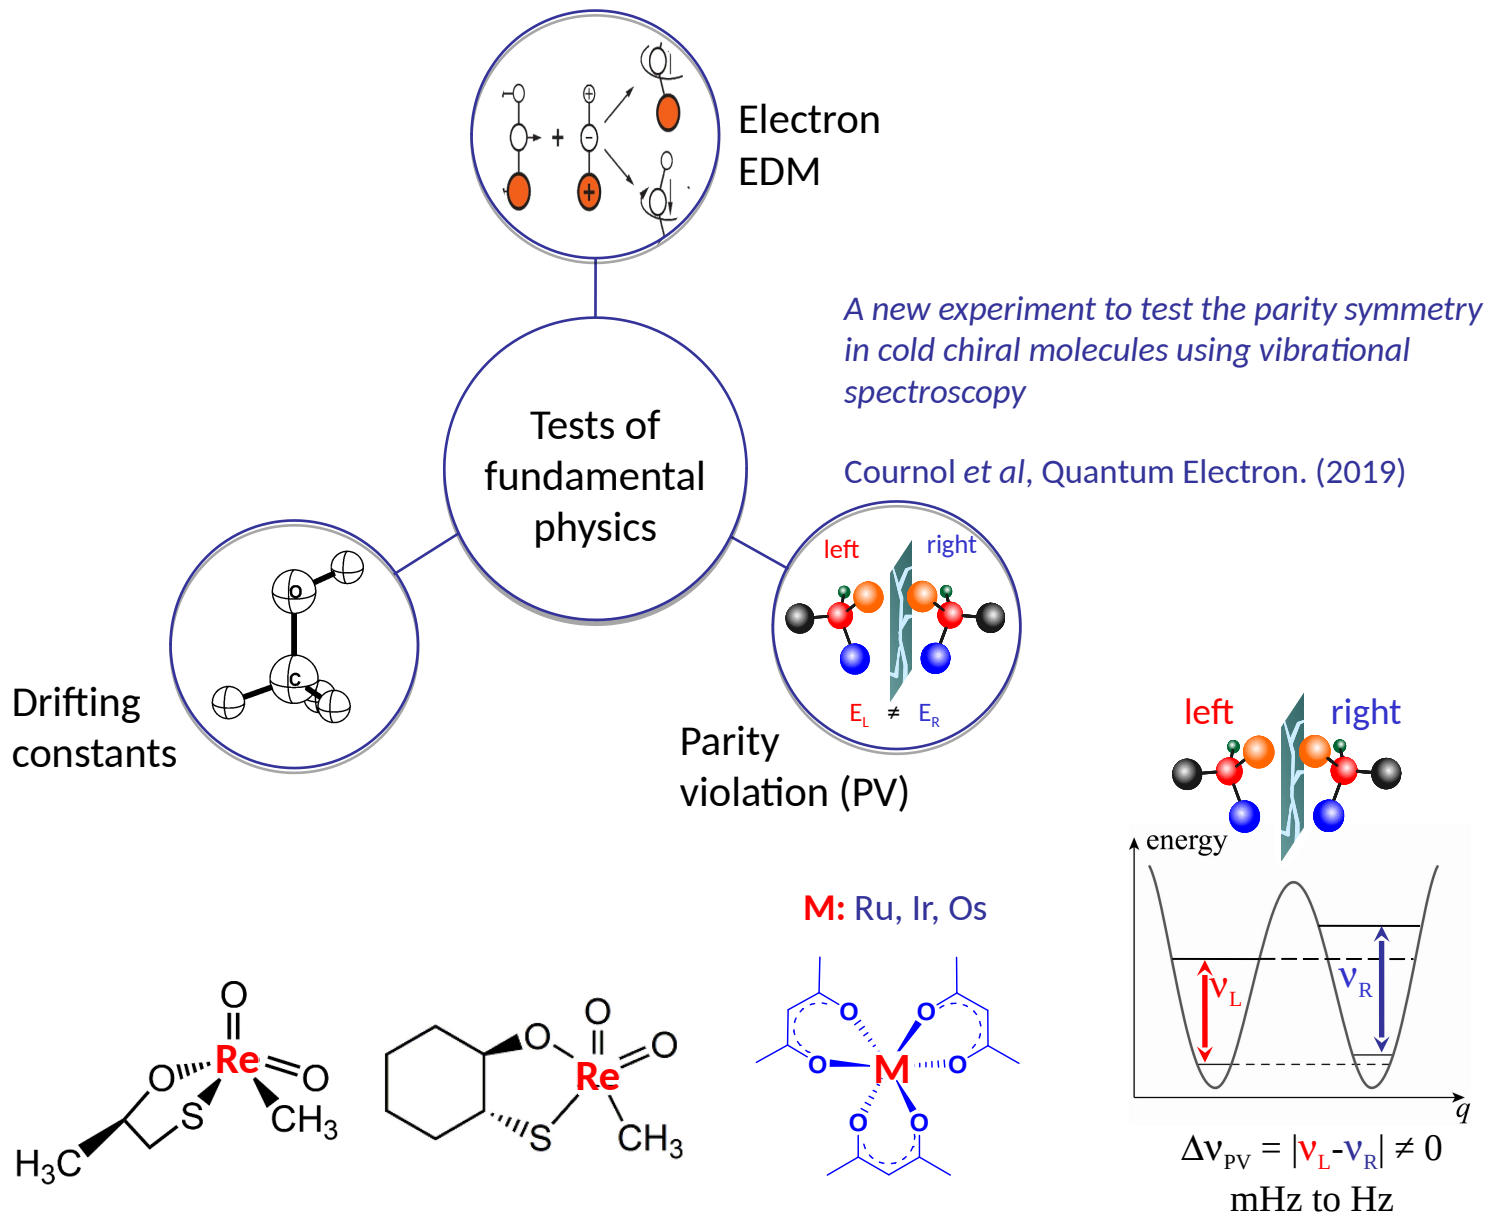 Electron
EDM
+
+
-
+
A new experiment to test the parity symmetry
in cold chiral molecules using vibrational
spectroscopy
Cournol et al, Quantum Electron. (2019)
Tests of
fundamental
physics
O
C
Drifting
constants
left
right
E_L ≠ E_R
Parity
violation (PV)
left
right
energy
ν_L
ν_R
q
Δν_PV = |ν_L-ν_R| ≠ 0
mHz to Hz
O
Re
O
O
S
CH₃
H₃C
O
O
O
Re
S
CH₃
M: Ru, Ir, Os
O
O
O
O
M
O
O